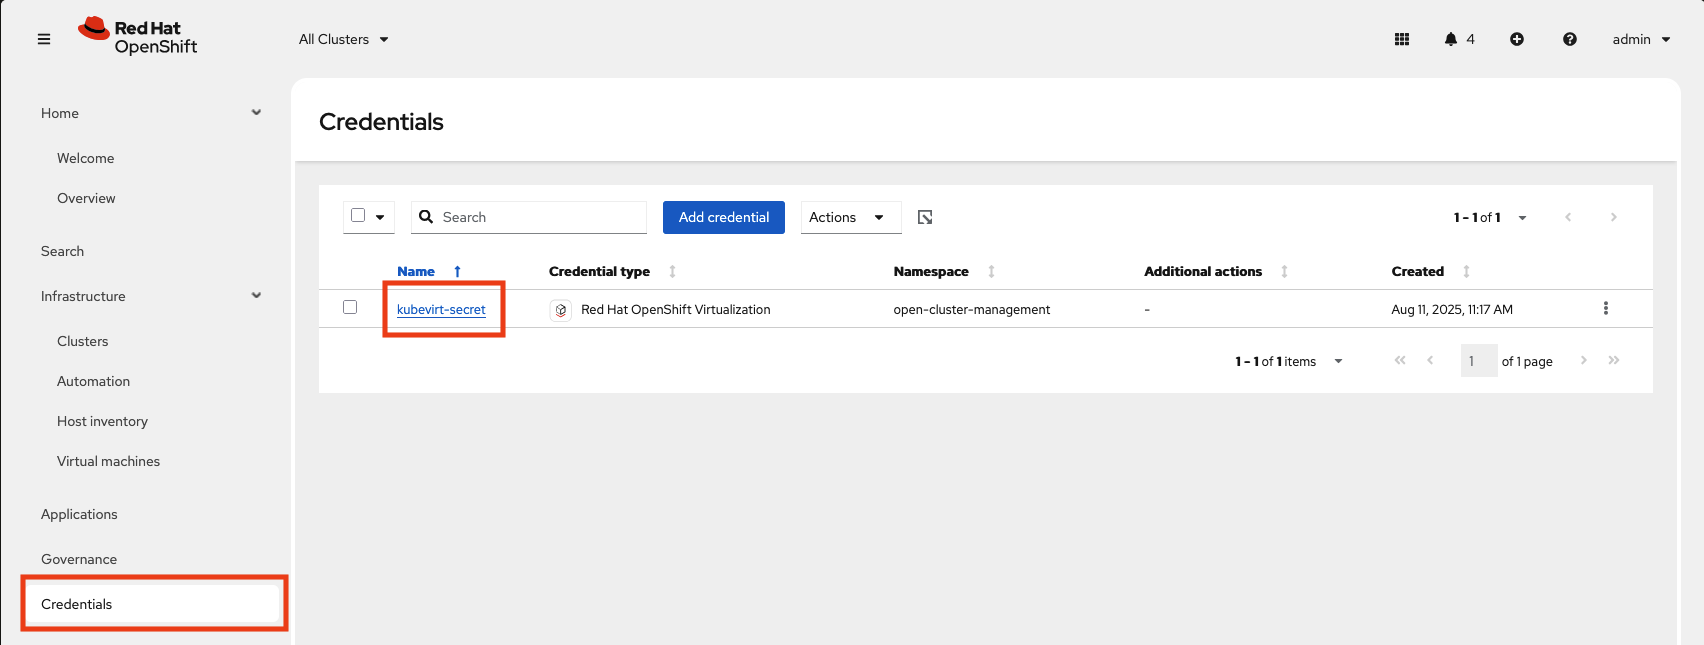 Red Hat
OpenShift
All Clusters
4
admin
Home
Welcome
Overview
Search
Infrastructure
Clusters
Automation
Host inventory
Virtual machines
Applications
Governance
Credentials
Credentials
Search
Add credential
Actions
1 - 1 of 1
Name Credential type Namespace Additional actions Created
kubevirt-secret Red Hat OpenShift Virtualization open-cluster-management - Aug 11, 2025, 11:17 AM
1 - 1 of 1 items 1 of 1 page